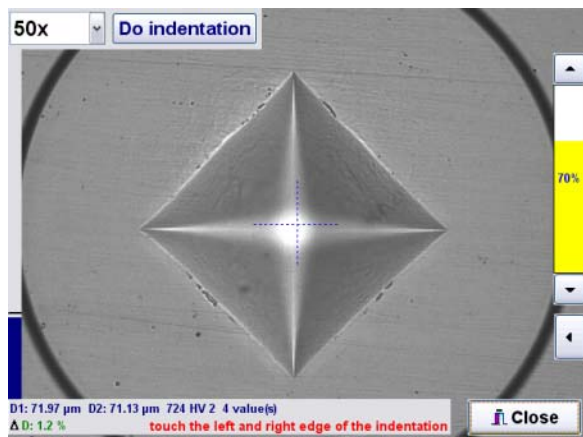 50x
Do indentation
70%
D1: 71.97 µm D2: 71.13 µm 724 HV 2 4 value(s)
Δ D: 1.2 %
touch the left and right edge of the indentation
Close